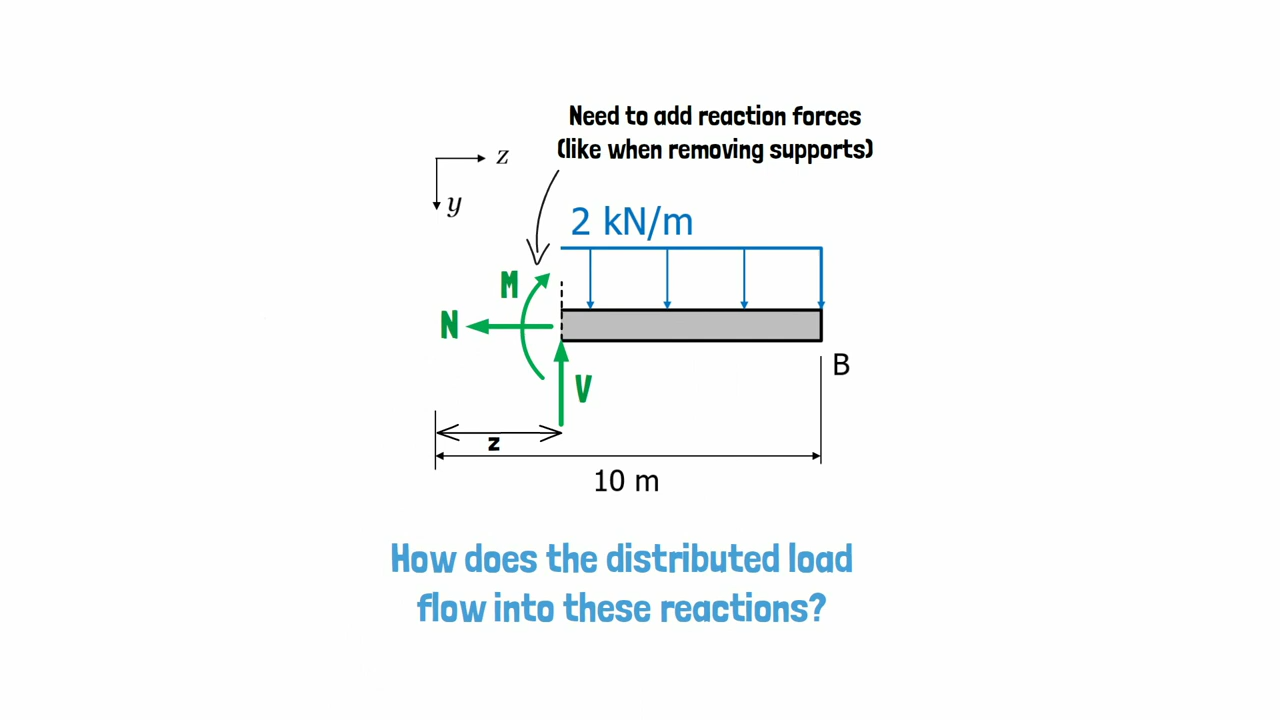 Need to add reaction forces
(like when removing supports)
z
y
2 kN/m
M
N
V
B
z
10 m
How does the distributed load
flow into these reactions?